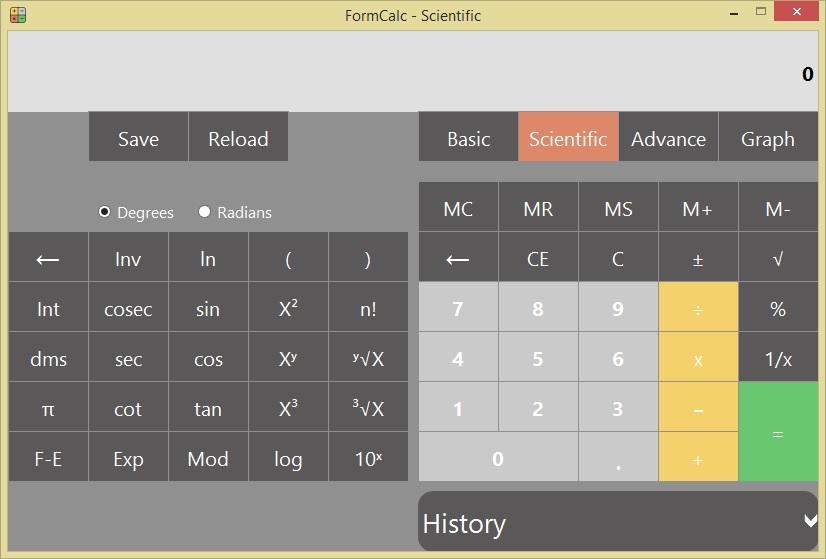 FormCalc - Scientific
0
Save Reload Basic Scientific Advance Graph
Degrees Radians MC MR MS M+ M-
← Inv ln ( ) ← CE C ± √
Int cosec sin X² n! 7 8 9 ÷ %
dms sec cos Xʸ ʸ√X 4 5 6 x 1/x
π cot tan X³ ³√X 1 2 3 - =
F-E Exp Mod log 10ˣ 0 . +
History